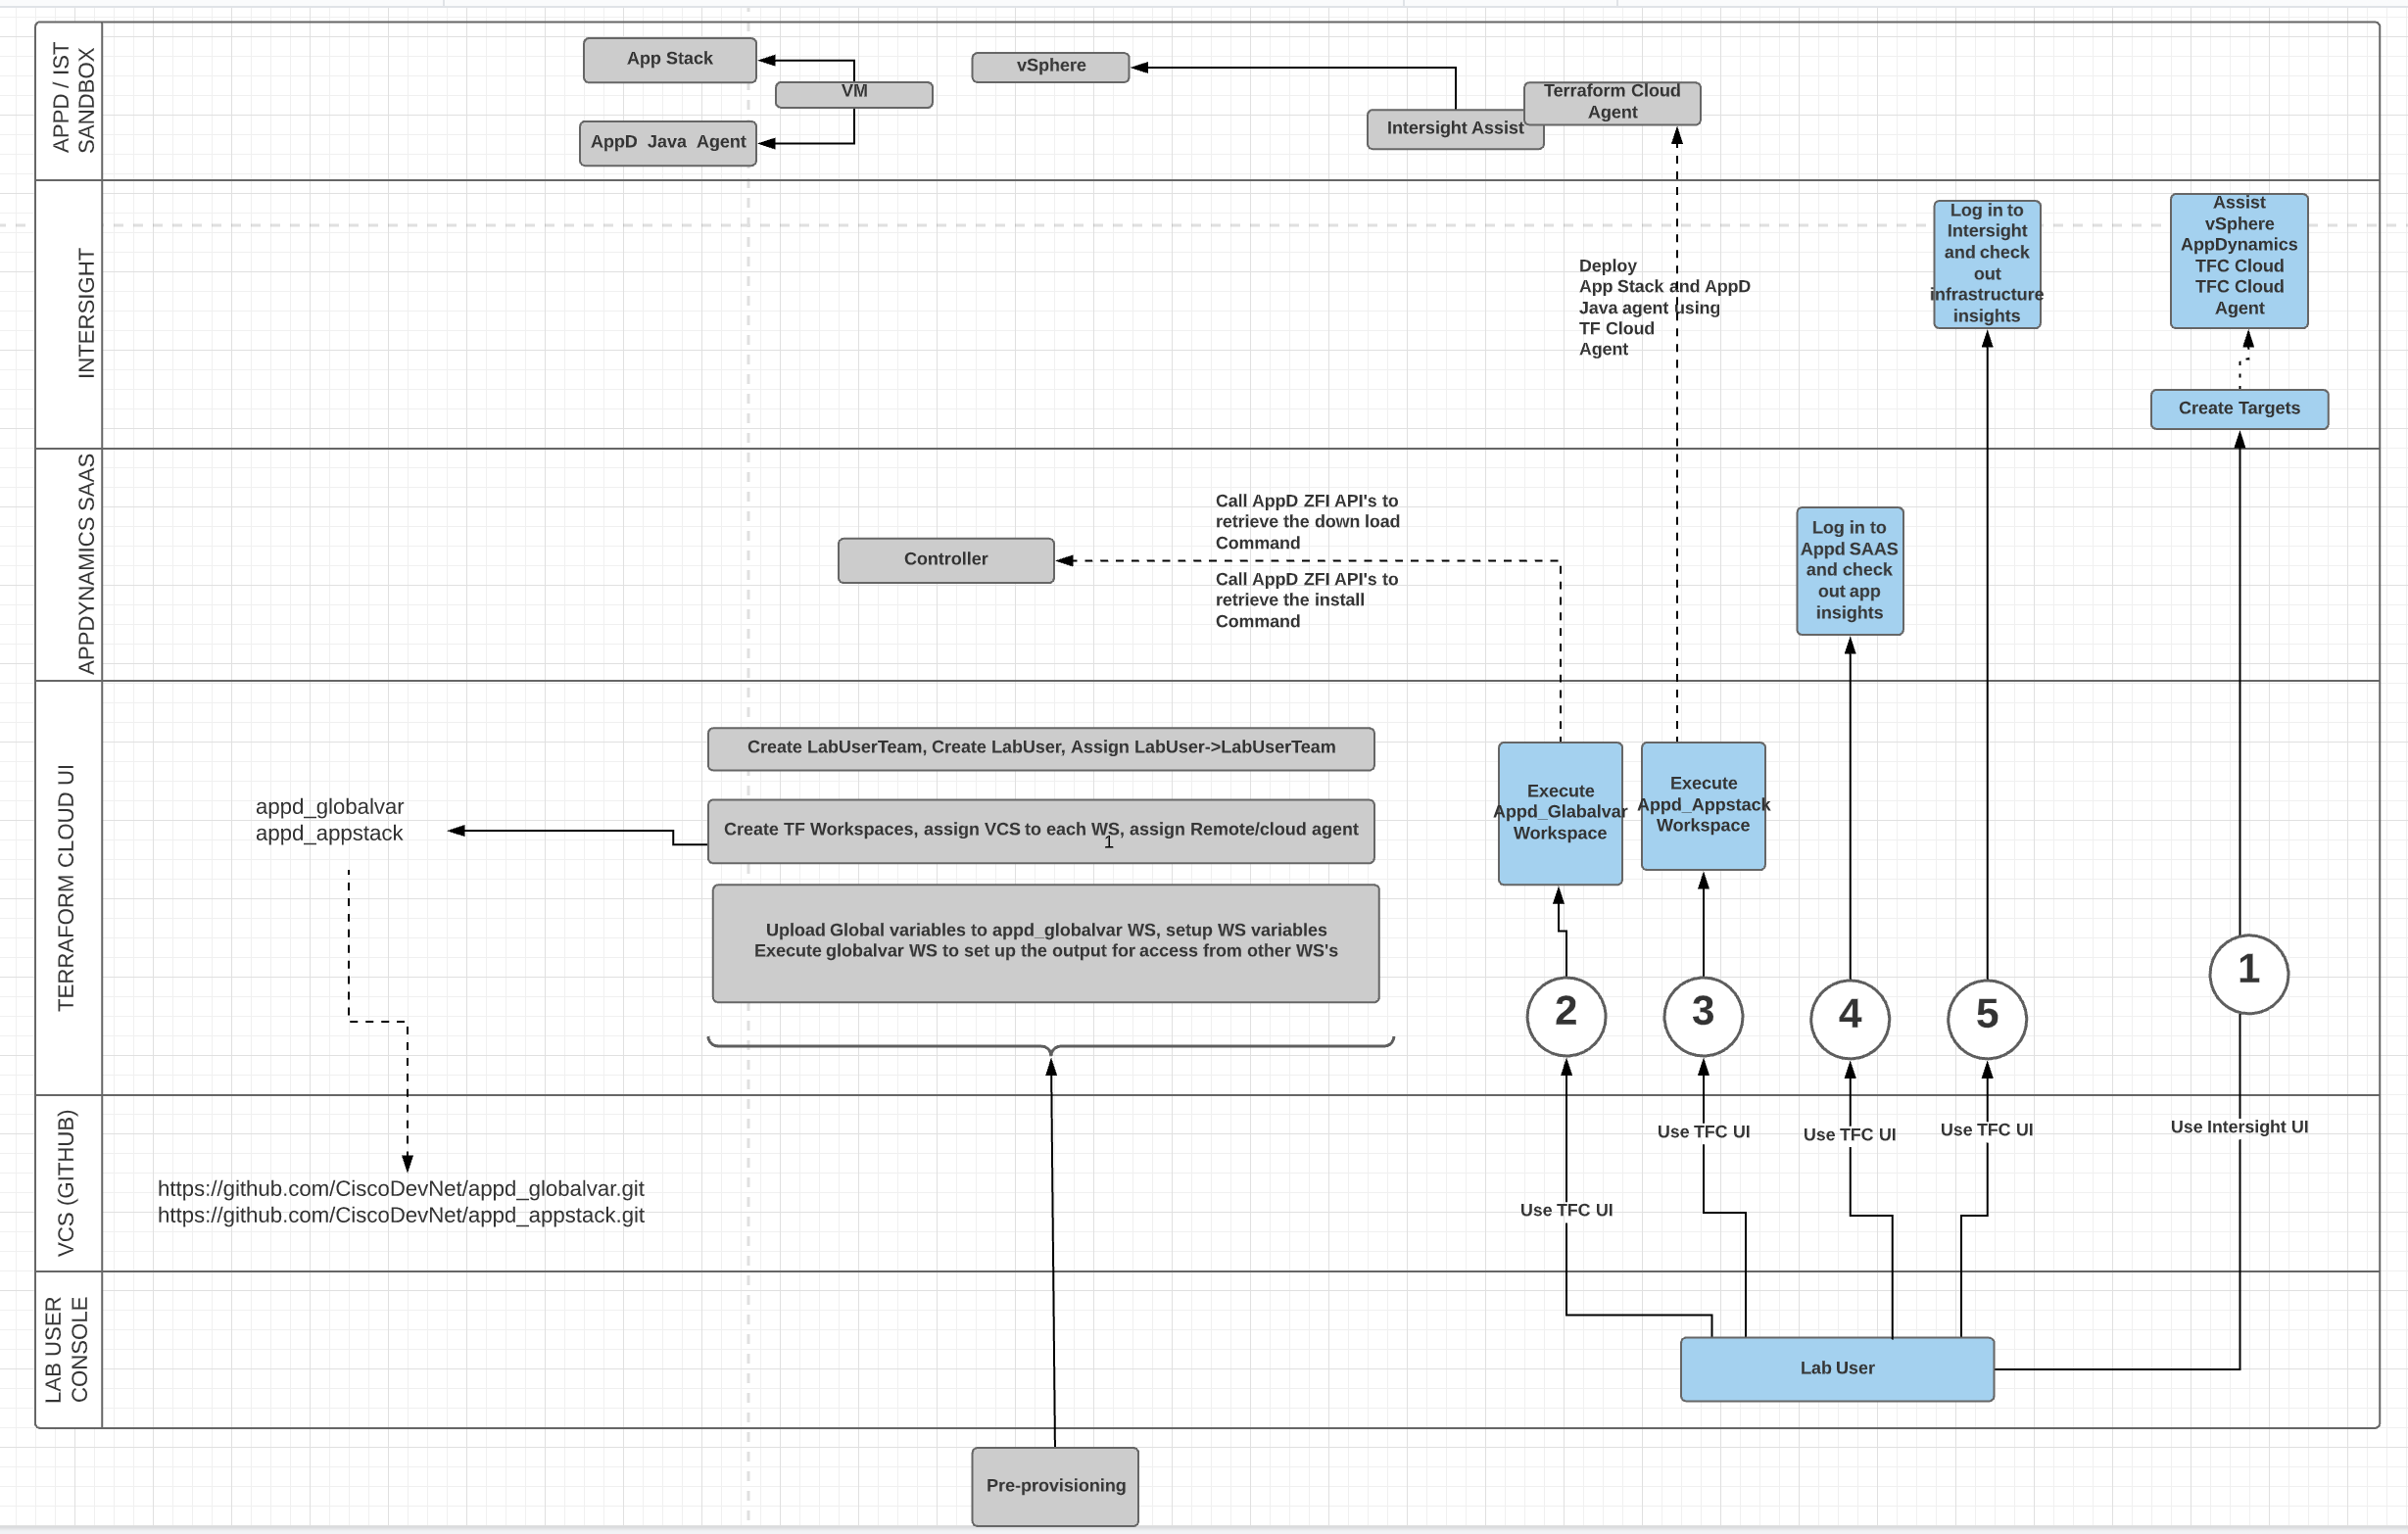 APPD / IST
SANDBOX
App Stack
VM
AppD  Java  Agent
vSphere
Intersight Assist
Terraform Cloud
Agent
INTERSIGHT
Deploy
App Stack and AppD
Java agent using
TF Cloud
Agent
Log in to
Intersight
and check
out
infrastructure
insights
Assist
vSphere
AppDynamics
TFC Cloud
TFC Cloud
Agent
Create Targets
APPDYNAMICS SAAS
Controller
Call AppD ZFI API's to
retrieve the down load
Command
Call AppD ZFI API's to
retrieve the install
Command
Log in to
Appd SAAS
and check
out app
insights
TERRAFORM CLOUD UI
appd_globalvar
appd_appstack
Create LabUserTeam, Create LabUser, Assign LabUser->LabUserTeam
Create TF Workspaces, assign VCS to each WS, assign Remote/cloud agent
1
Upload Global variables to appd_globalvar WS, setup WS variables
Execute globalvar WS to set up the output for access from other WS's
Execute
Appd_Glabalvar
Workspace
Execute
Appd_Appstack
Workspace
2
3
4
5
1
VCS (GITHUB)
https://github.com/CiscoDevNet/appd_globalvar.git
https://github.com/CiscoDevNet/appd_appstack.git
Use TFC UI
Use TFC UI
Use TFC UI
Use TFC UI
Use Intersight UI
LAB USER
CONSOLE
Lab User
Pre-provisioning